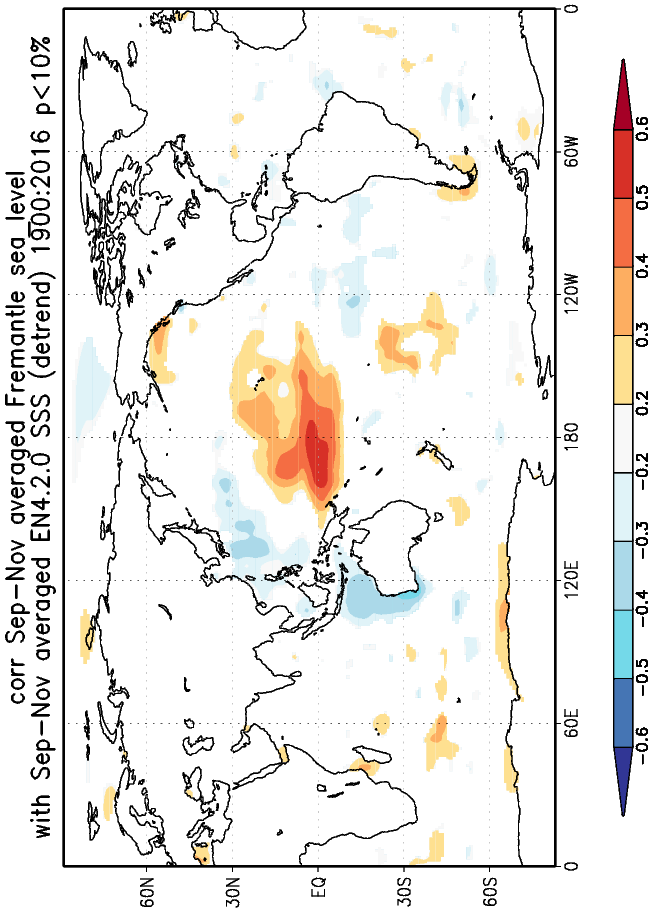 corr Sep-Nov averaged Fremantle sea_level
with Sep-Nov averaged EN4.2.0 SSS (detrend) 1900:2016 p<10%
60N
30N
EQ
30S
60S
0
60E
120E
180
120W
60W
0
0.6
0.5
0.4
0.3
0.2
-0.2
-0.3
-0.4
-0.5
-0.6